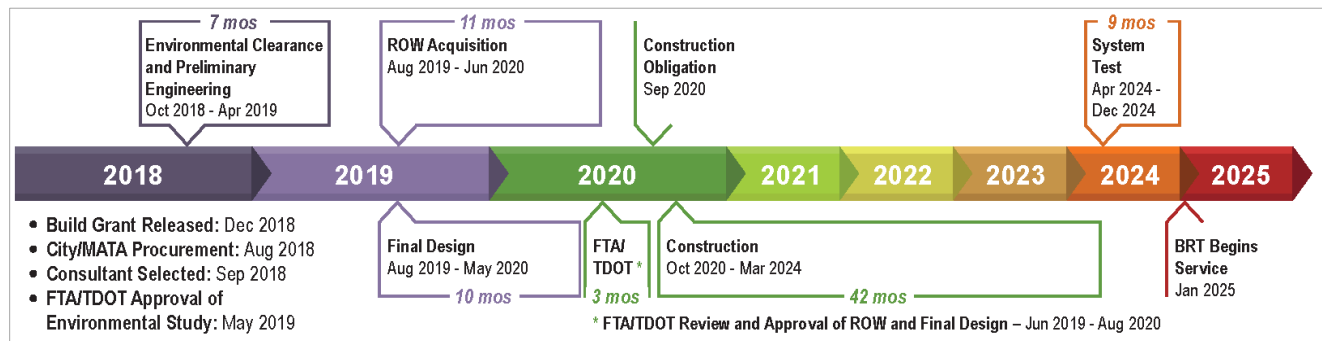 7 mos
Environmental Clearance
and Preliminary
Engineering
Oct 2018 - Apr 2019
11 mos
ROW Acquisition
Aug 2019 - Jun 2020
Construction
Obligation
Sep 2020
9 mos
System
Test
Apr 2024 -
Dec 2024
2018
2019
2020
2021
2022
2023
2024
2025
• Build Grant Released: Dec 2018
• City/MATA Procurement: Aug 2018
• Consultant Selected: Sep 2018
• FTA/TDOT Approval of
Environmental Study: May 2019
Final Design
Aug 2019 - May 2020
10 mos
FTA/
TDOT *
3 mos
Construction
Oct 2020 - Mar 2024
42 mos
BRT Begins
Service
Jan 2025
* FTA/TDOT Review and Approval of ROW and Final Design – Jun 2019 - Aug 2020